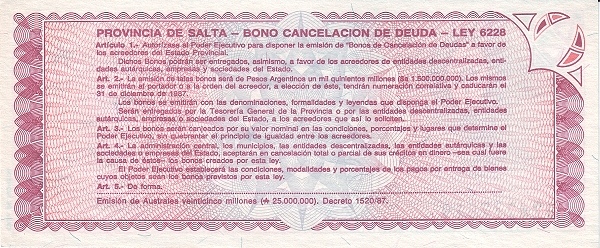 PROVINCIA DE SALTA – BONO CANCELACION DE DEUDA – LEY 6228
Artículo 1.- Autorízase al Poder Ejecutivo para disponer la emisión de "Bonos de Cancelación de Deudas" a favor de
los acreedores del Estado Provincial.
Dichos Bonos podrán ser entregados, asimismo, a favor de los acreedores de entidades descentralizadas, enti-
dades autárquicas, empresas y sociedades del Estado.
Art. 2.- La emisión de tales bonos será de Pesos Argentinos un mil quinientos millones ($a 1.500.000.000). Los mismos
se emitirán al portador o a la orden del acreedor, a elección de éste, tendrán numeración correlativa y caducarán el
31 de diciembre de 1987.
Los bonos se emitirán con las denominaciones, formalidades y leyendas que disponga el Poder Ejecutivo.
Serán entregados por la Tesorería General de la Provincia o por las entidades descentralizadas, entidades
autárquicas, empresas o sociedades del Estado, a los acreedores que así lo soliciten.
Art. 3.- Los bonos serán canjeados por su valor nominal en las condiciones, porcentajes y lugares que determine el
Poder Ejecutivo, sin quebrantar el principio de igualdad entre los acreedores.
Art. 4.- La administración central, los municipios, las entidades descentralizadas, las entidades autárquicas y las
sociedades o empresas del Estado, aceptarán en cancelación total o parcial de sus créditos en dinero –sea cual fuere
la causa de éstos– los bonos creados por esta ley.
El Poder Ejecutivo establecerá las condiciones, modalidades y porcentajes de los pagos por entrega de bienes
cuyos objetos sean los bonos previstos por esta ley.
Art. 5.- De forma.
Emisión de Australes veinticinco millones (₳ 25.000.000). Decreto 1520/87.